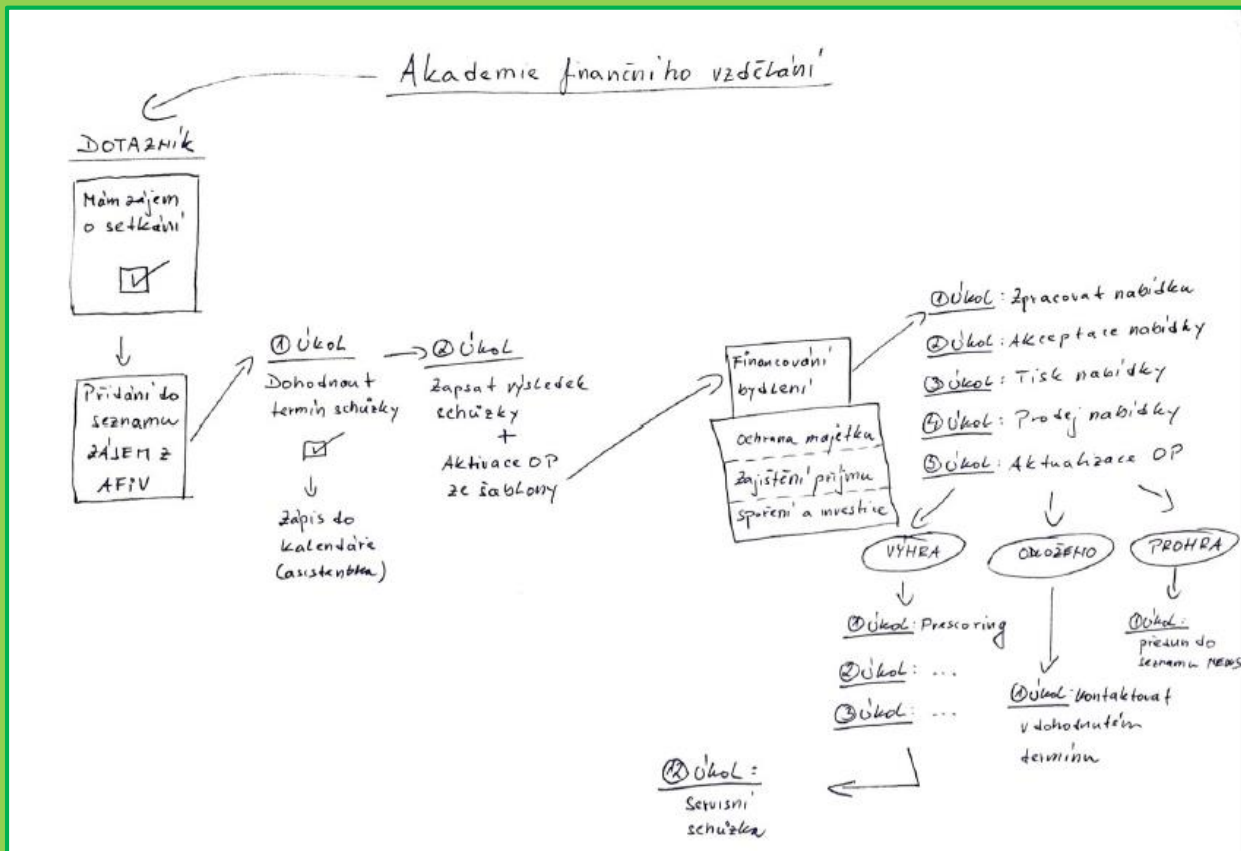 Akademie finančního vzdělání
DOTAZNÍK
Mám zájem
o setkání
Přidání do
seznamu
ZÁJEM Z
AFIV
① Úkol
Dohodnout
termín schůzky
Zápis do
kalendáře
(asistentka)
② Úkol
Zapsat výsledek
schůzky
+
Aktivace OP
ze šablony
Financování
bydlení
Ochrana majetku
Zajištění příjmu
Spoření a investice
① Úkol: Zpracovat nabídku
② Úkol: Akceptace nabídky
③ Úkol: Tisk nabídky
④ Úkol: Prodej nabídky
⑤ Úkol: Aktualizace OP
VÝHRA
ODLOŽENO
PROHRA
① Úkol: Prescoring
② Úkol: ...
③ Úkol: ...
⑫ Úkol:
Servisní
schůzka
① Úkol: Kontaktovat
v dohodnutém
termínu
① Úkol:
přesun do
seznamu NEWS